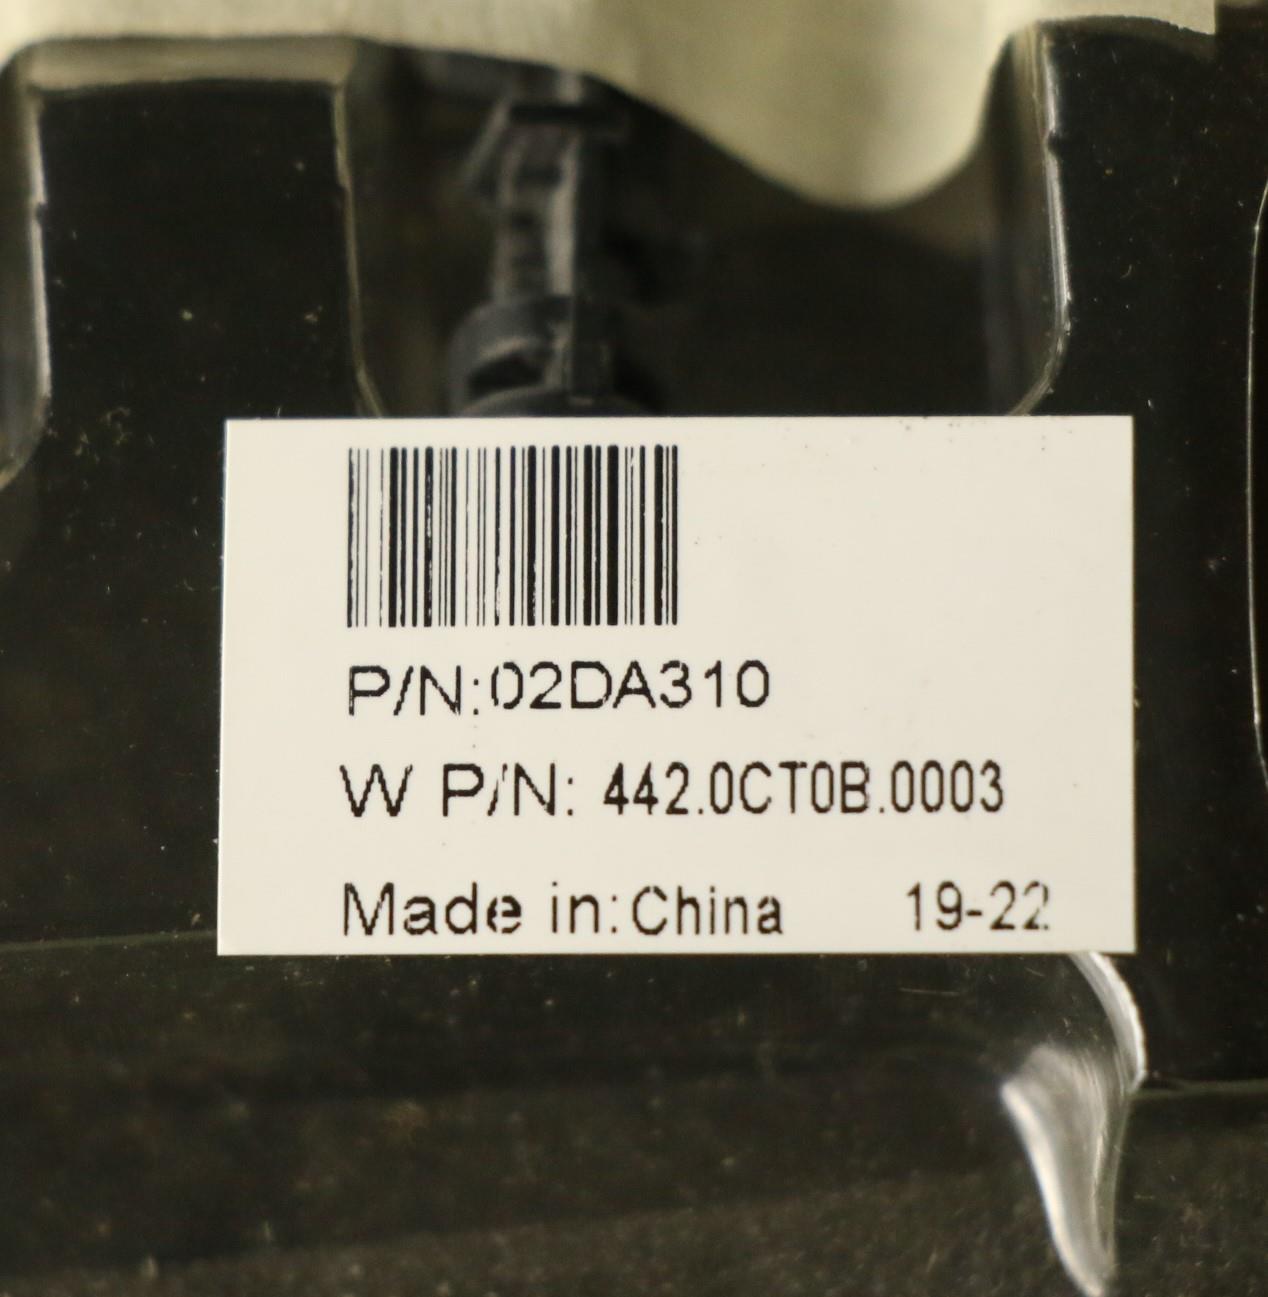 P/N:02DA310
W P/N: 442.0CT0B.0003
Made in:China 19-22